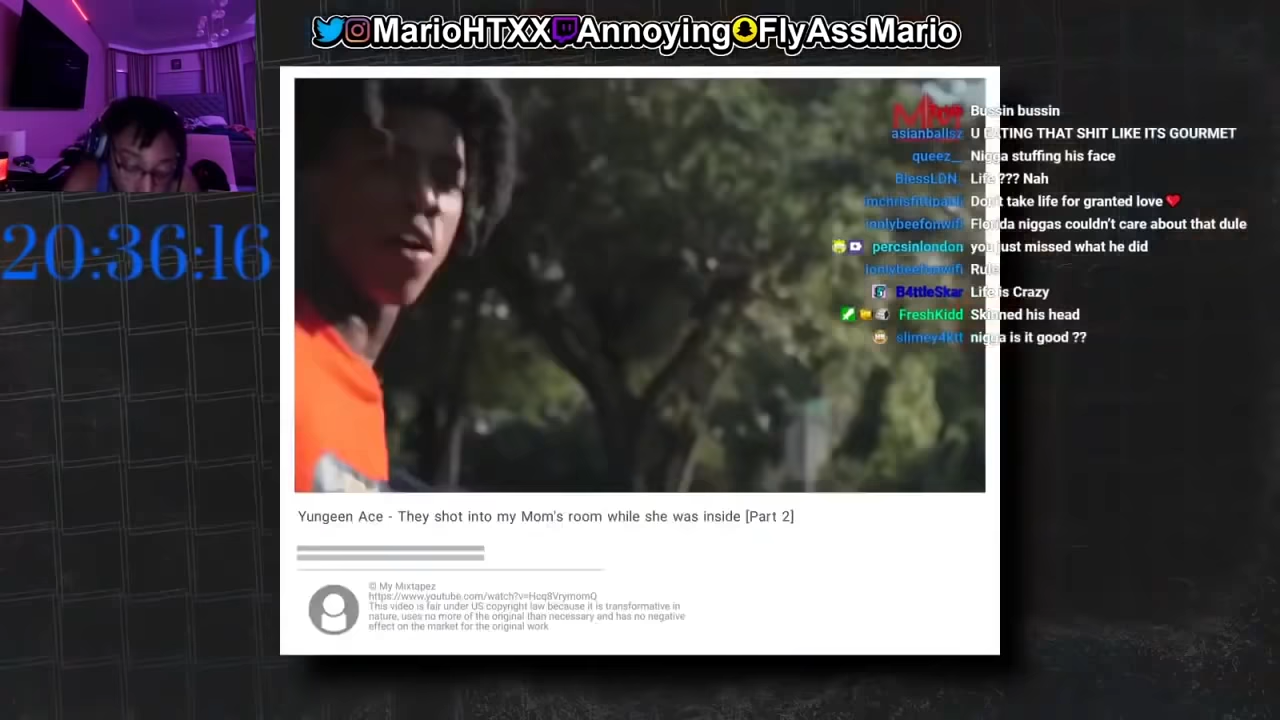 MarioHTXX Annoying FlyAssMario
Bussin bussin
asianballsz U EATING THAT SHIT LIKE ITS GOURMET
queez__ Nigga stuffing his face
BlessLDN_ Life ??? Nah
Don't take life for granted love
ionlybeefonwifi Florida niggas couldn't care about that dule
percsinlondon you just missed what he did
ionlybeefonwifi Rule
B4ttleSkar Life is Crazy
FreshKidd Skinned his head
slimey4ktt nigga is it good ??
20:36:16
Yungeen Ace - They shot into my Mom's room while she was inside [Part 2]
© My Mixtapez
https://www.youtube.com/watch?v=Hcq8VrymomQ
This video is fair under US copyright law because it is transformative in
nature, uses no more of the original than necessary and has no negative
effect on the market for the original work